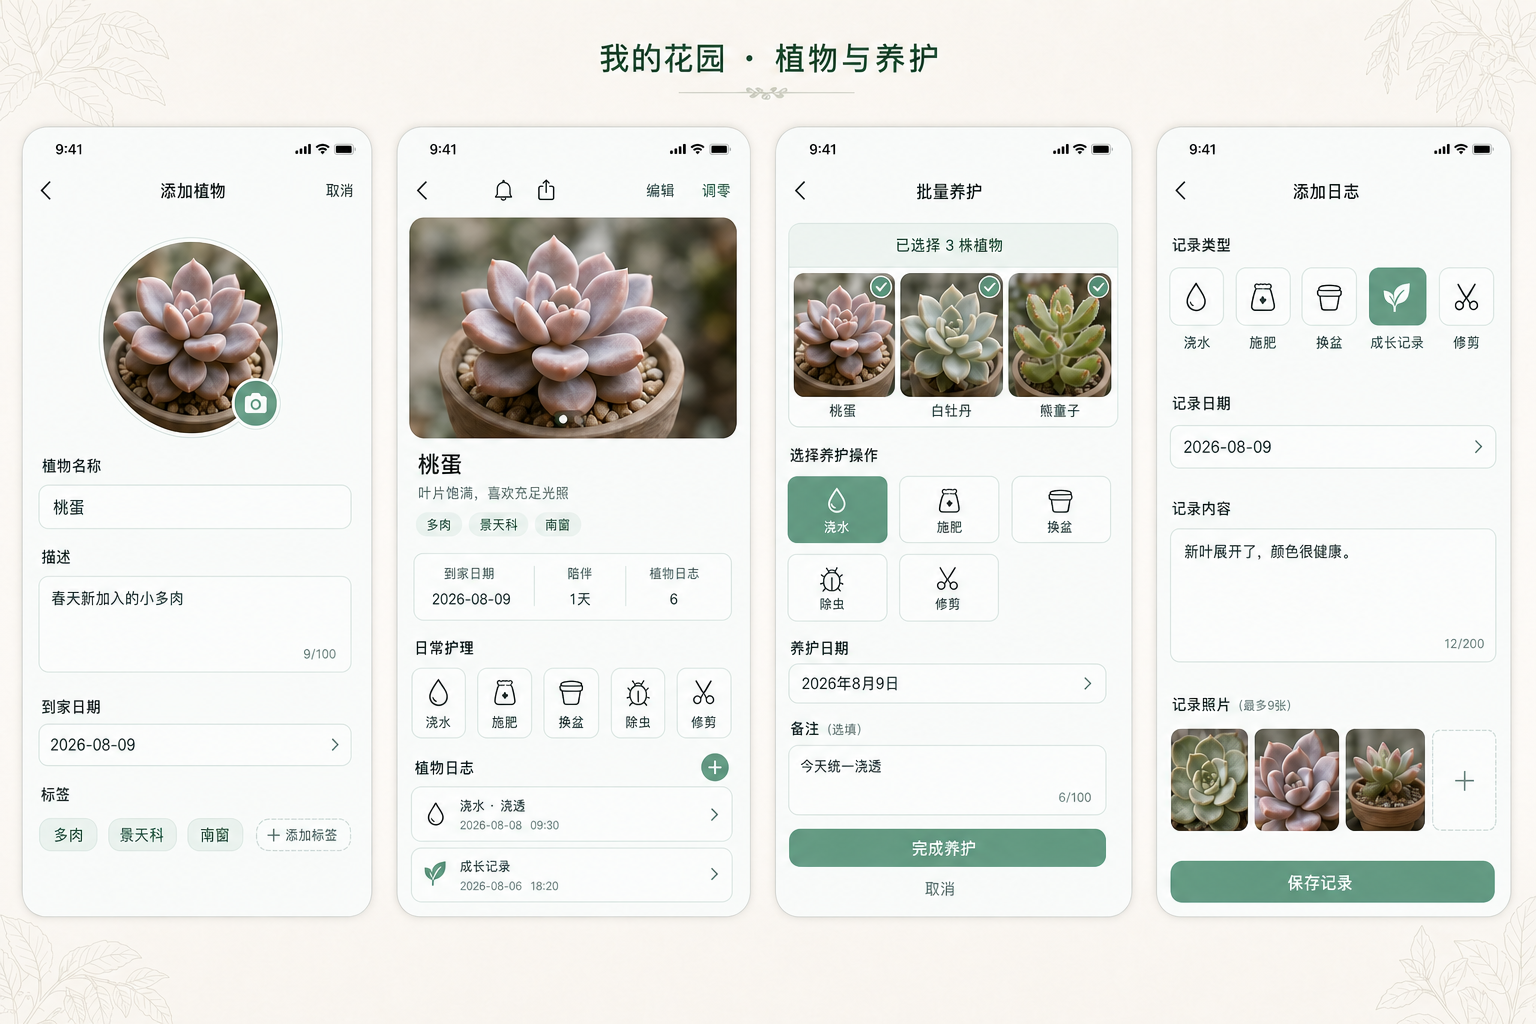 我的花园 · 植物与养护
9:41
添加植物 取消
植物名称
桃蛋
描述
春天新加入的小多肉
9/100
到家日期
2026-08-09
标签
多肉 景天科 南窗 + 添加标签
9:41
编辑 调零
桃蛋
叶片饱满，喜欢充足光照
多肉 景天科 南窗
到家日期 陪伴 植物日志
2026-08-09 1天 6
日常护理
浇水 施肥 换盆 除虫 修剪
植物日志
浇水 · 浇透
2026-08-08 09:30
成长记录
2026-08-06 18:20
9:41
批量养护
已选择 3 株植物
桃蛋 白牡丹 熊童子
选择养护操作
浇水 施肥 换盆
除虫 修剪
养护日期
2026年8月9日
备注（选填）
今天统一浇透
6/100
完成养护
取消
9:41
添加日志
记录类型
浇水 施肥 换盆 成长记录 修剪
记录日期
2026-08-09
记录内容
新叶展开了，颜色很健康。
12/200
记录照片（最多9张）
保存记录